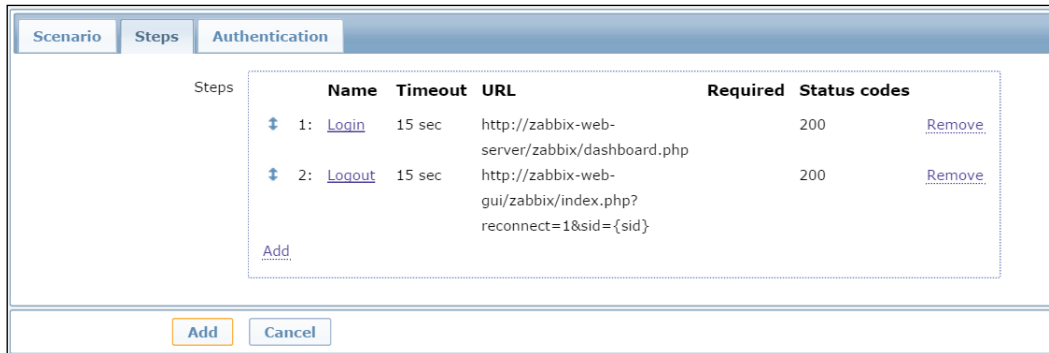 Scenario Steps Authentication
Steps
Name Timeout URL Required Status codes
1: Login 15 sec http://zabbix-web- 200 Remove
server/zabbix/dashboard.php
2: Logout 15 sec http://zabbix-web- 200 Remove
gui/zabbix/index.php?
reconnect=1&sid={sid}
Add
Add Cancel